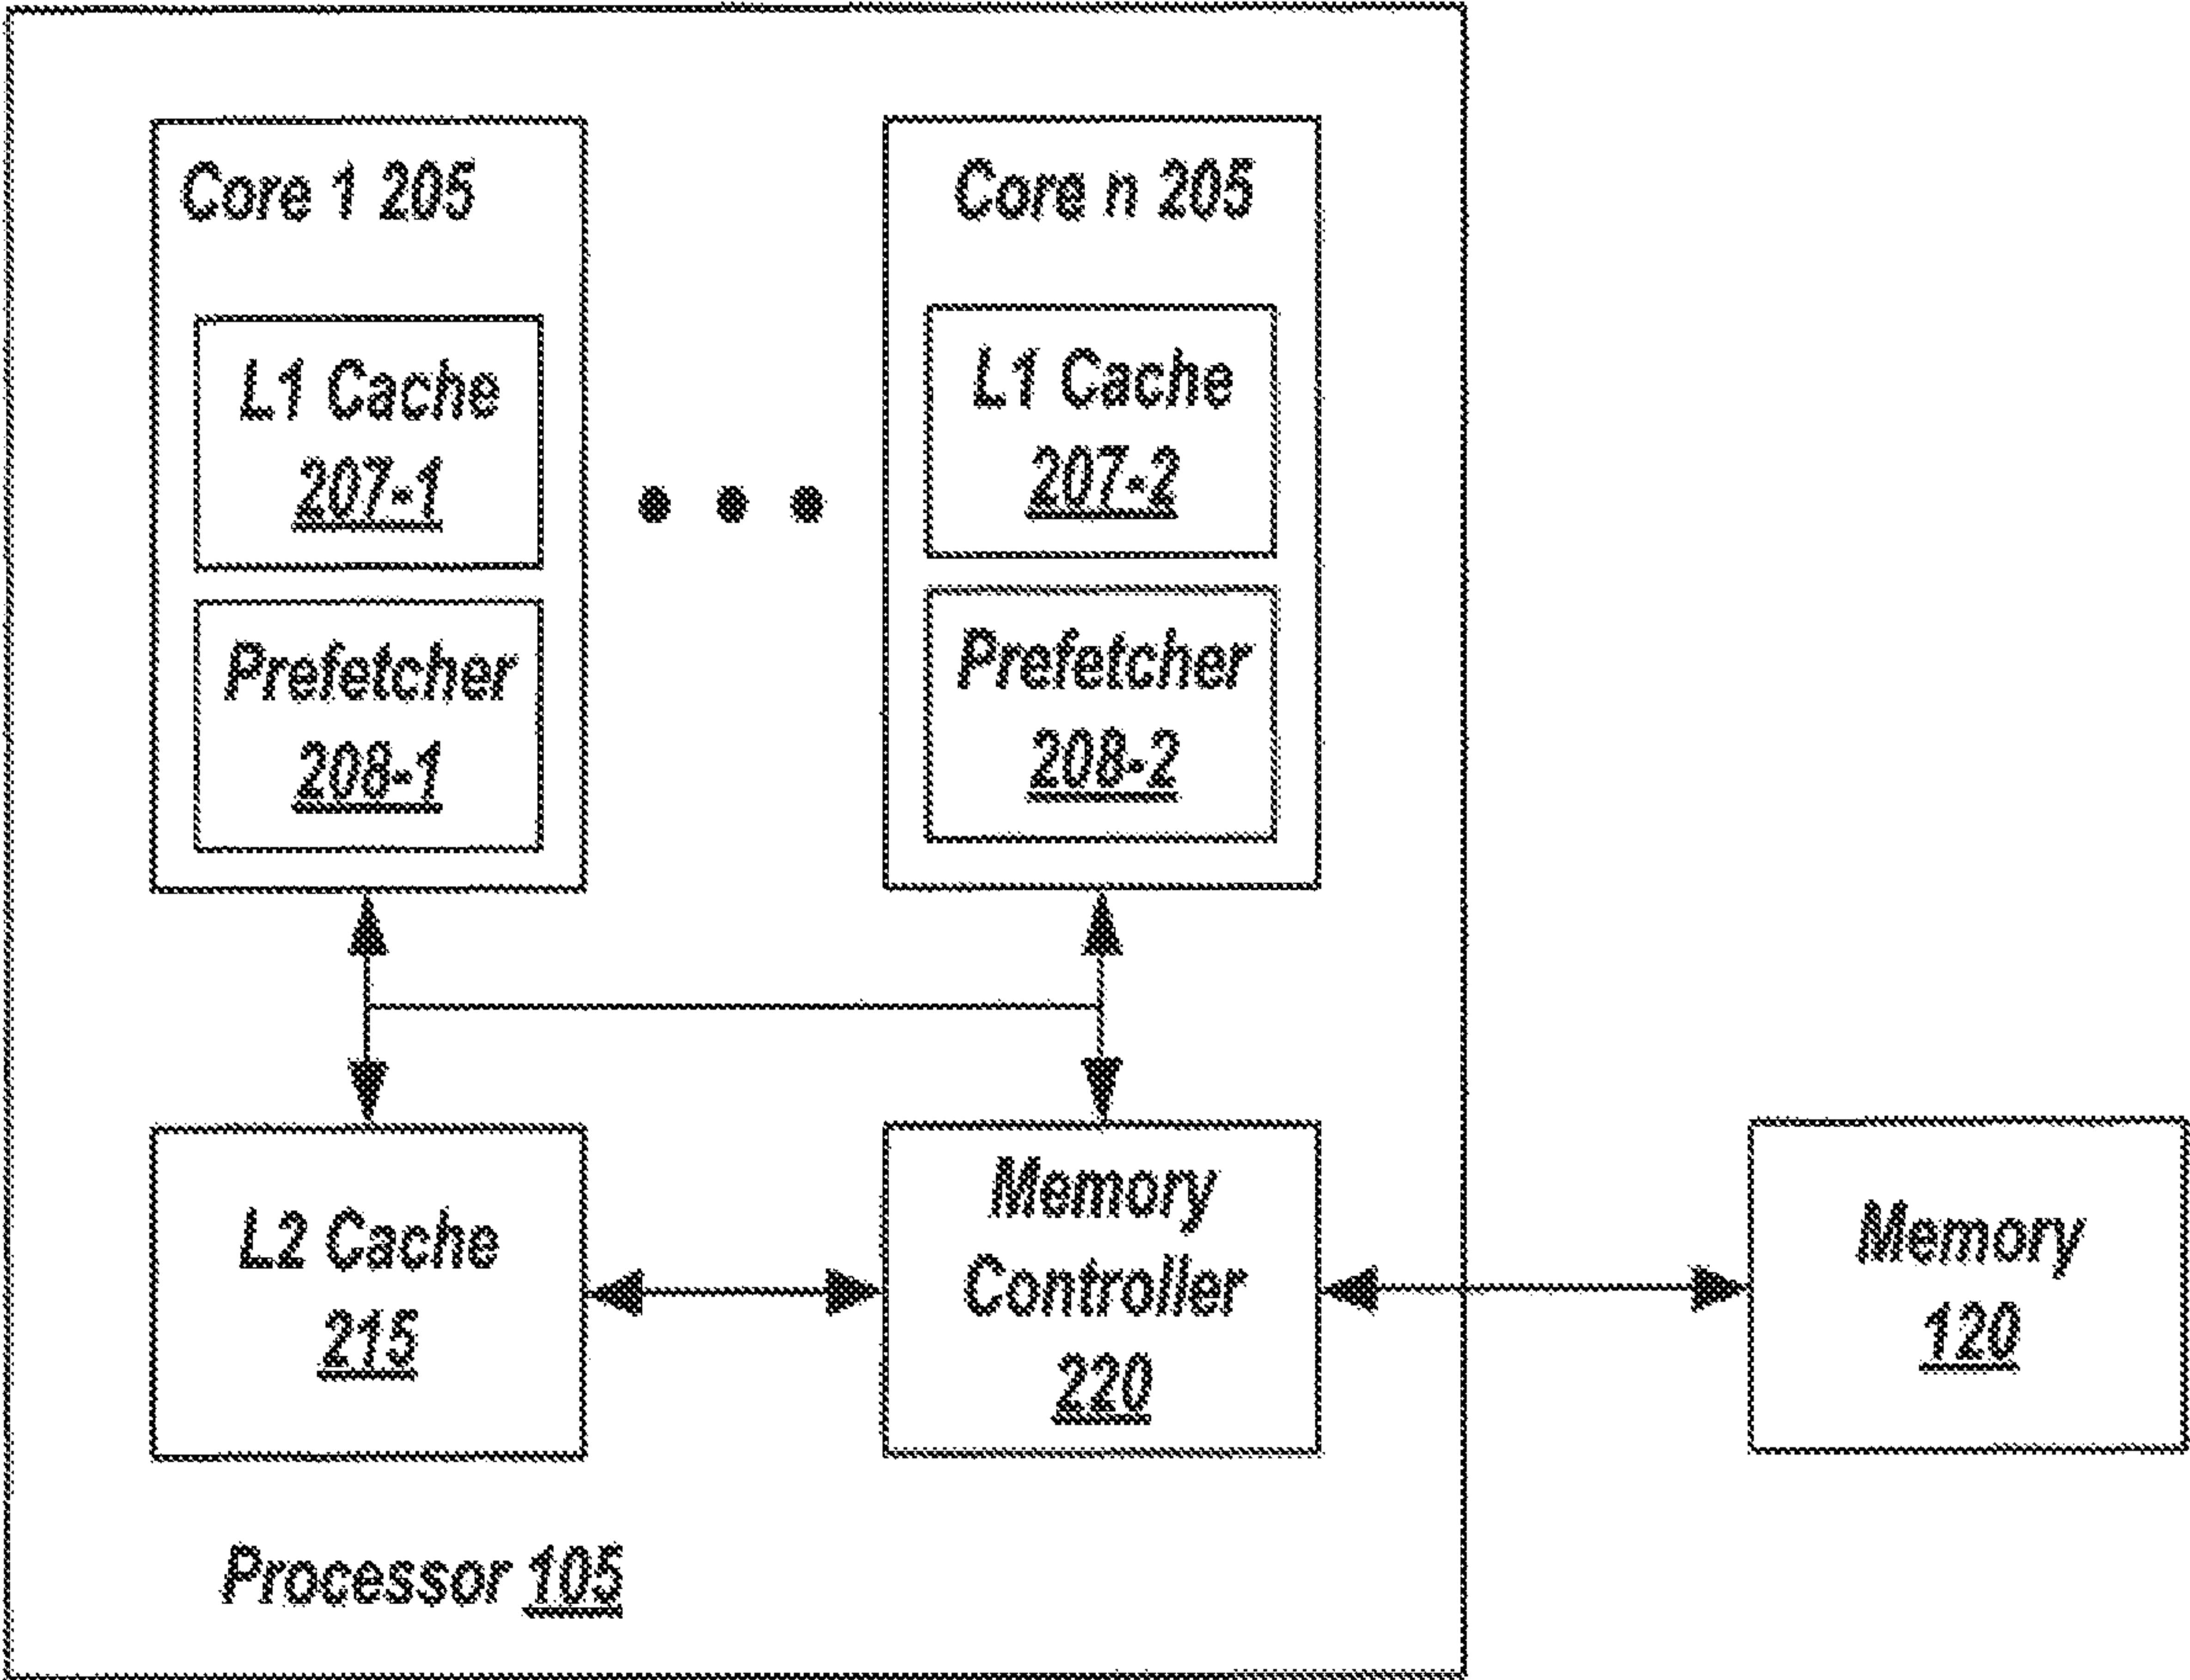 Core 1 205
L1 Cache
207-1
Prefetcher
208-1
Core n 205
L1 Cache
207-2
Prefetcher
208-2
L2 Cache
215
Memory
Controller
220
Memory
120
Processor 105